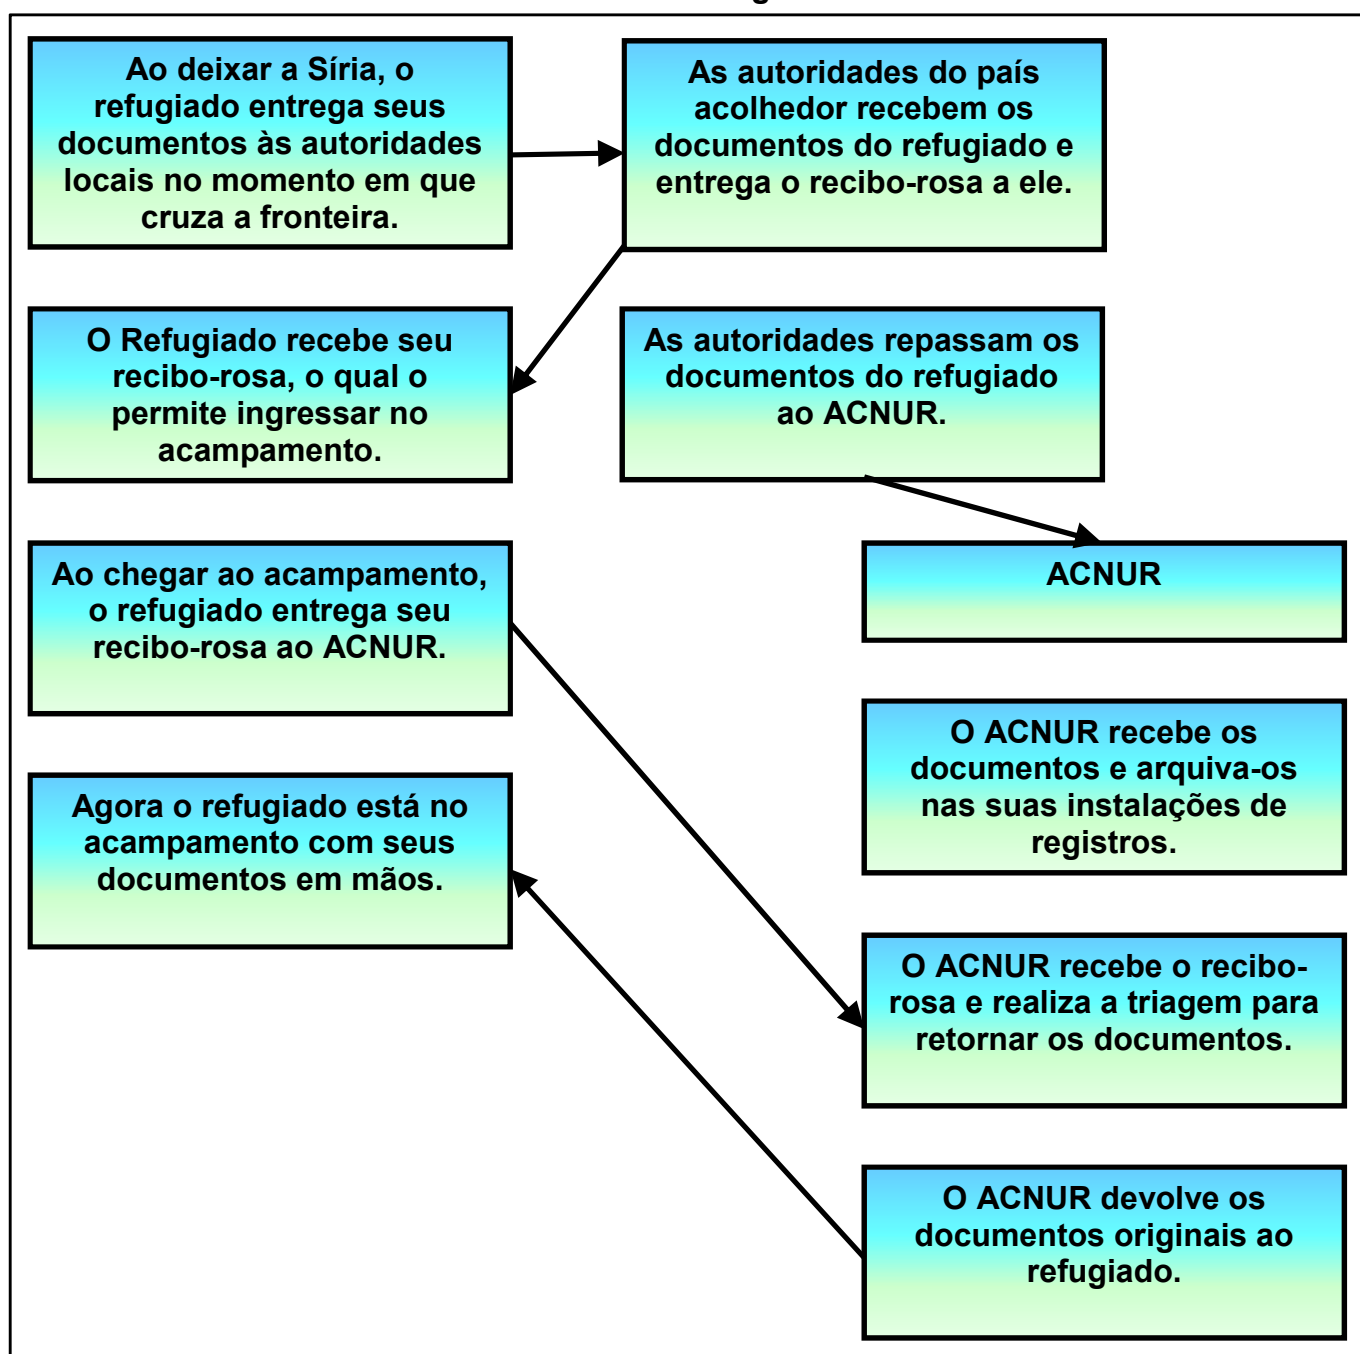 Ao deixar a Síria, o
refugiado entrega seus
documentos às autoridades
locais no momento em que
cruza a fronteira.
As autoridades do país
acolhedor recebem os
documentos do refugiado e
entrega o recibo-rosa a ele.
O Refugiado recebe seu
recibo-rosa, o qual o
permite ingressar no
acampamento.
As autoridades repassam os
documentos do refugiado
ao ACNUR.
Ao chegar ao acampamento,
o refugiado entrega seu
recibo-rosa ao ACNUR.
ACNUR
O ACNUR recebe os
documentos e arquiva-os
nas suas instalações de
registros.
Agora o refugiado está no
acampamento com seus
documentos em mãos.
O ACNUR recebe o recibo-
rosa e realiza a triagem para
retornar os documentos.
O ACNUR devolve os
documentos originais ao
refugiado.